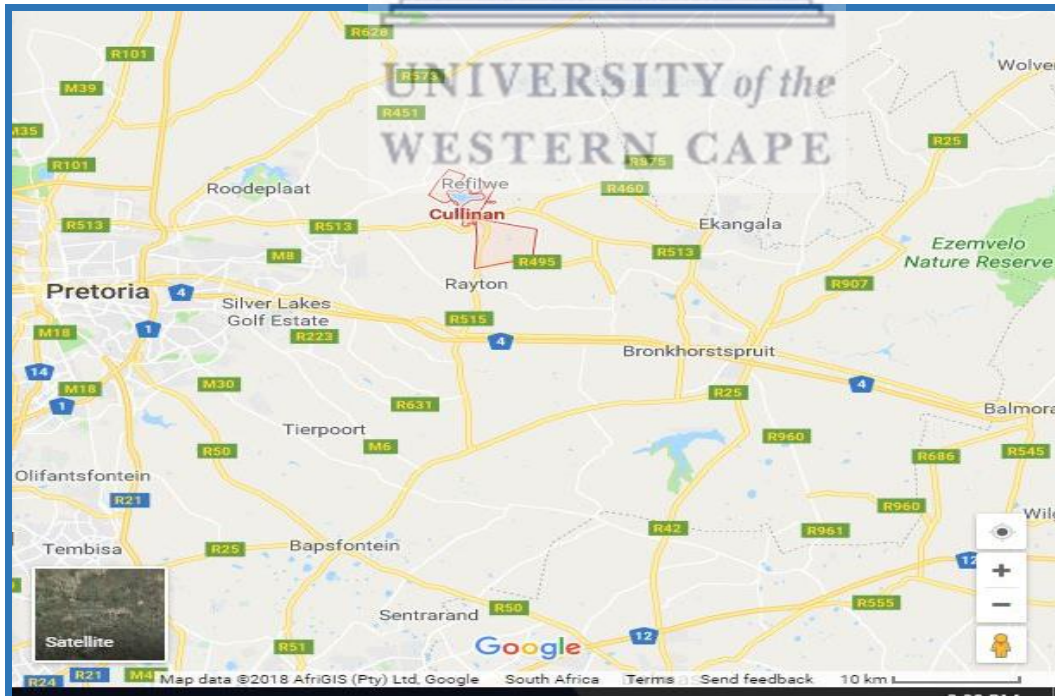 R628
R101
UNIVERSITY of the
R573
Wolve
M39
R451
M35
WESTERN CAPE
R25
R101
R575
Refilwe
R460
Roodeplaat
Cullinan
R513
R513
Ekangala
R513
M8
R495
Ezemvelo
Nature Reserve
Rayton
R907
Pretoria
4
Silver Lakes
Golf Estate
R515
M18
1
R223
4
Bronkhorstspruit
14
M18
M30
4
R25
1
R631
Balmora
Tierpoort
R960
M6
R50
R686
R545
Olifantsfontein
R21
R960
Wilg
R42
R961
Tembisa
R25
Bapsfontein
12
R555
Sentrarand
R50
Satellite
Google
12
R51
R24
R21
M4
Map data ©2018 AfriGIS (Pty) Ltd, Google South Africa Terms Send feedback 10 km